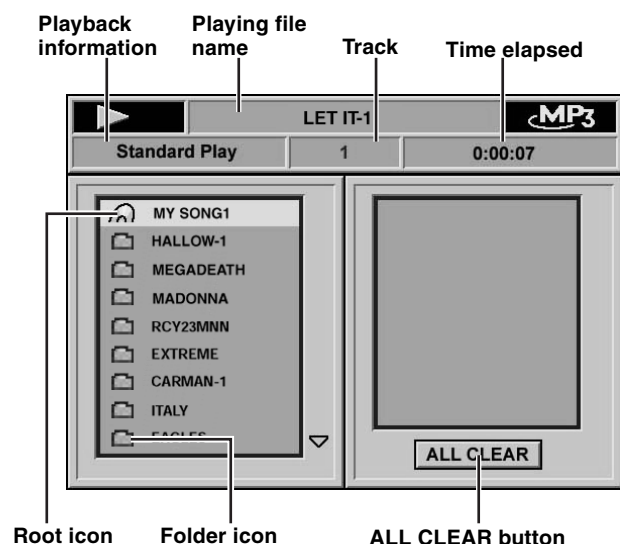 Playback information
Playing file name
Track
Time elapsed
LET IT-1
MP3
Standard Play
1
0:00:07
MY SONG1
HALLOW-1
MEGADEATH
MADONNA
RCY23MNN
EXTREME
CARMAN-1
ITALY
EAGLES
ALL CLEAR
Root icon
Folder icon
ALL CLEAR button